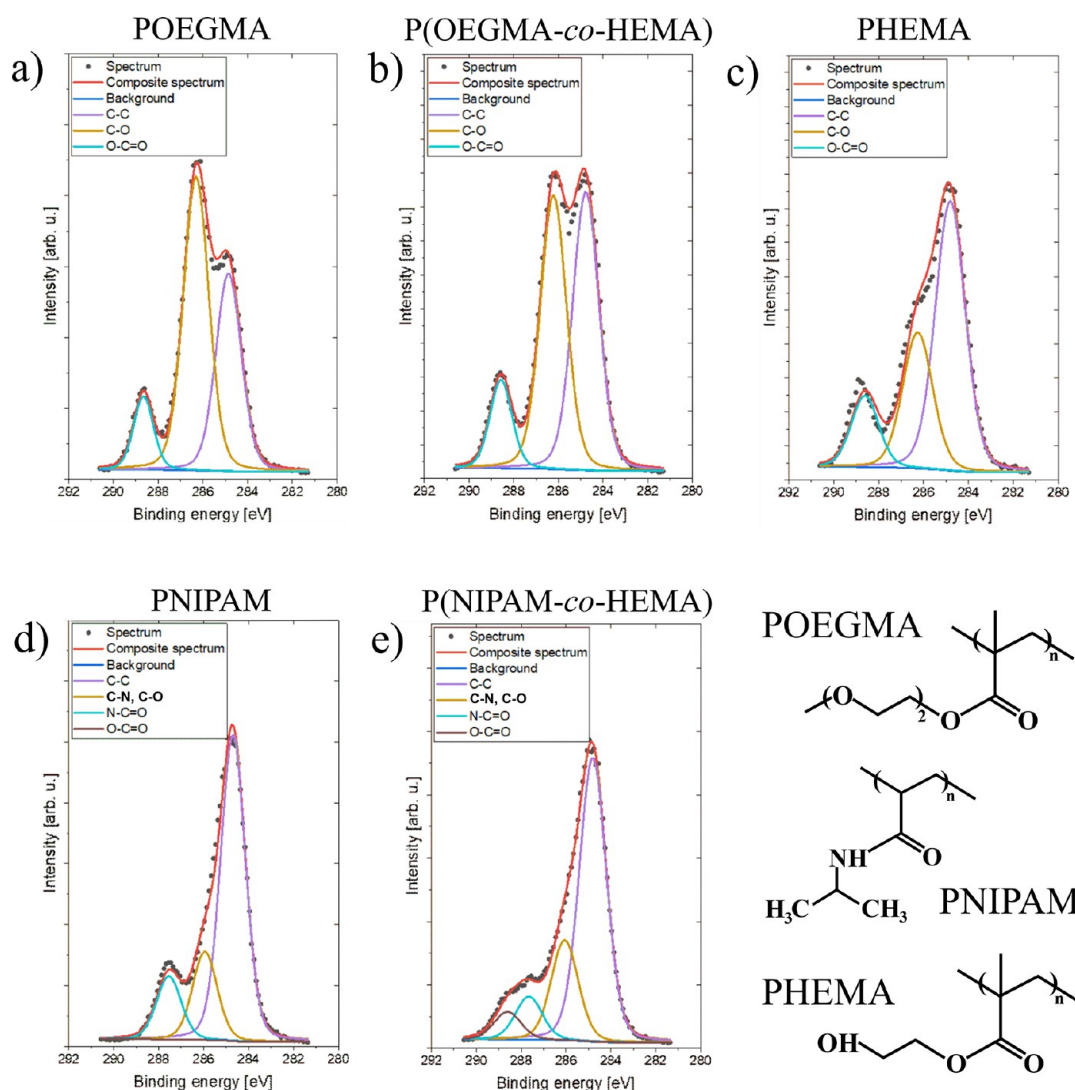 POEGMA
a)
Spectrum
Composite spectrum
Background
C-C
C-O
O-C=O
Intensity [arb. u.]
292 290 288 286 284 282 280
Binding energy [eV]
P(OEGMA-co-HEMA)
b)
Spectrum
Composite spectrum
Background
C-C
C-O
O-C=O
Intensity [arb. u.]
292 290 288 286 284 282 280
Binding energy [eV]
PHEMA
c)
Spectrum
Composite spectrum
Background
C-C
C-O
O-C=O
Intensity [arb. u.]
292 290 288 286 284 282 280
Binding energy [eV]
PNIPAM
d)
Spectrum
Composite spectrum
Background
C-C
C-N, C-O
N-C=O
O-C=O
Intensity [arb. u.]
292 290 288 286 284 282 280
Binding energy [eV]
P(NIPAM-co-HEMA)
e)
Spectrum
Composite spectrum
Background
C-C
C-N, C-O
N-C=O
O-C=O
Intensity [arb. u.]
292 290 288 286 284 282 280
Binding energy [eV]
POEGMA
( )n
(O )2 O O
( )n
NH O
H3C CH3
PNIPAM
PHEMA
( )n
OH O O